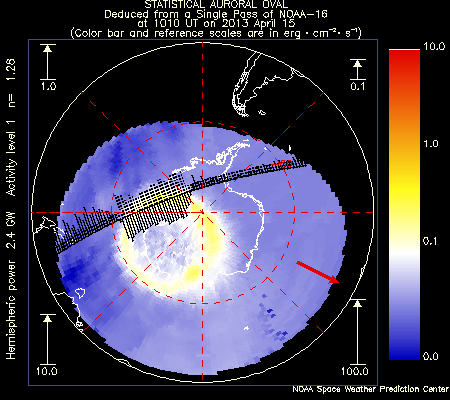 STATISTICAL AURORAL OVAL
Deduced from a Single Pass of NOAA-16
at 1010 UT on 2013 April 15
(Color bar and reference scales are in erg·cm⁻²·s⁻¹)
1.0
0.1
10.0
100.0
Hemispheric power 2.4 GW Activity level 1 n= 1.28
10.0
1.0
0.1
0.0
NOAA Space Weather Prediction Center